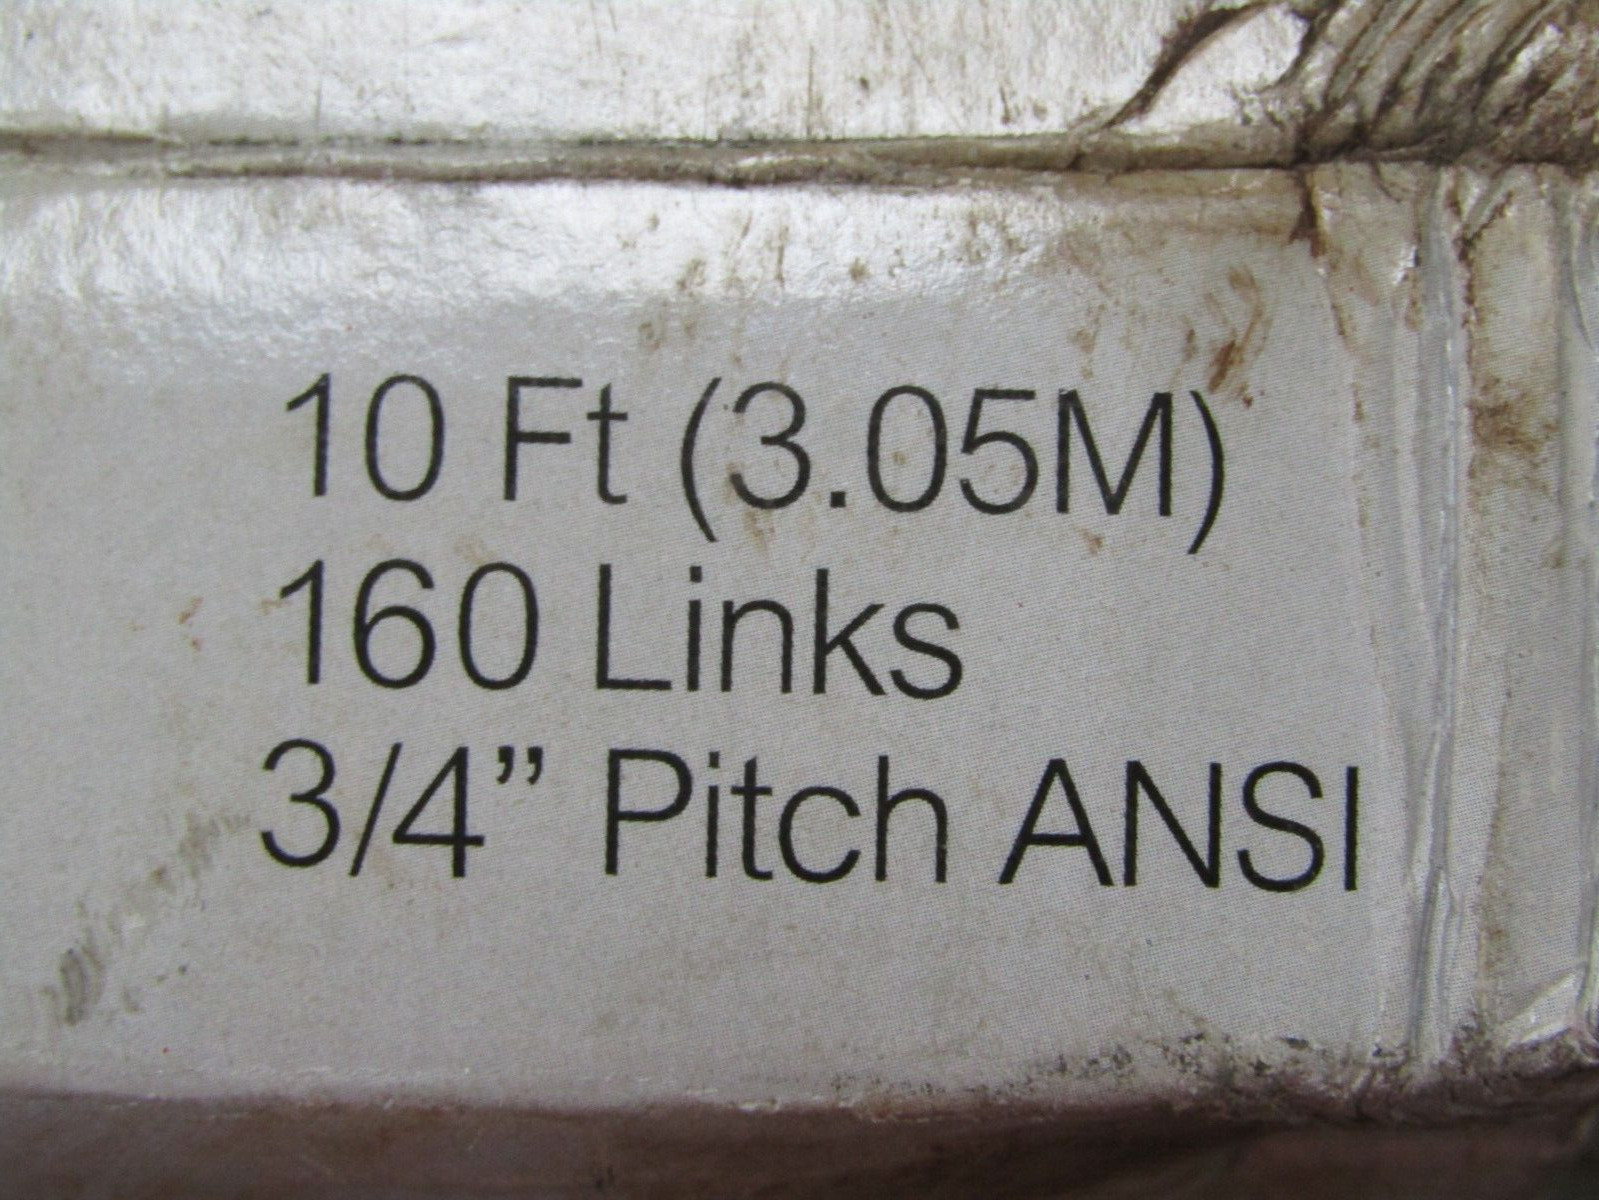 10 Ft (3.05M)
160 Links
3/4” Pitch ANSI